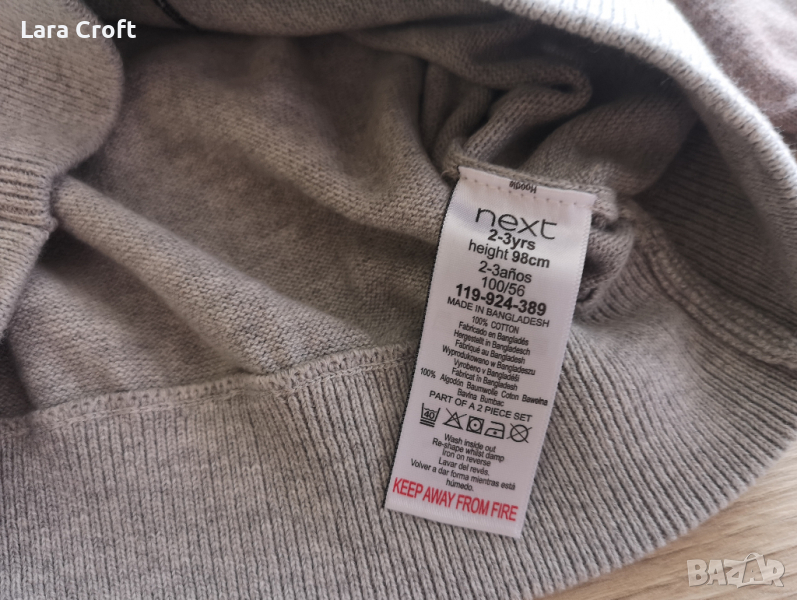 Lara Croft
Hoodie
next
2-3yrs
height 98cm
2-3años
100/56
119-924-389
MADE IN BANGLADESH
100% COTTON
Fabricado en Bangladés
Hergestellt in Bangladesch
Fabriqué au Bangladesh
Wyprodukowano w Bangladeszu
Vyrobeno v Bangladéši
Fabricat în Bangladesh
100% Algodón Baumwolle Coton Bawełna
Bavlna Bumbac
PART OF A 2 PIECE SET
40
Wash inside out
Re-shape whilst damp
Iron on reverse
Lavar del revés.
Volver a dar forma mientras está
húmedo.
KEEP AWAY FROM FIRE
BAZAR